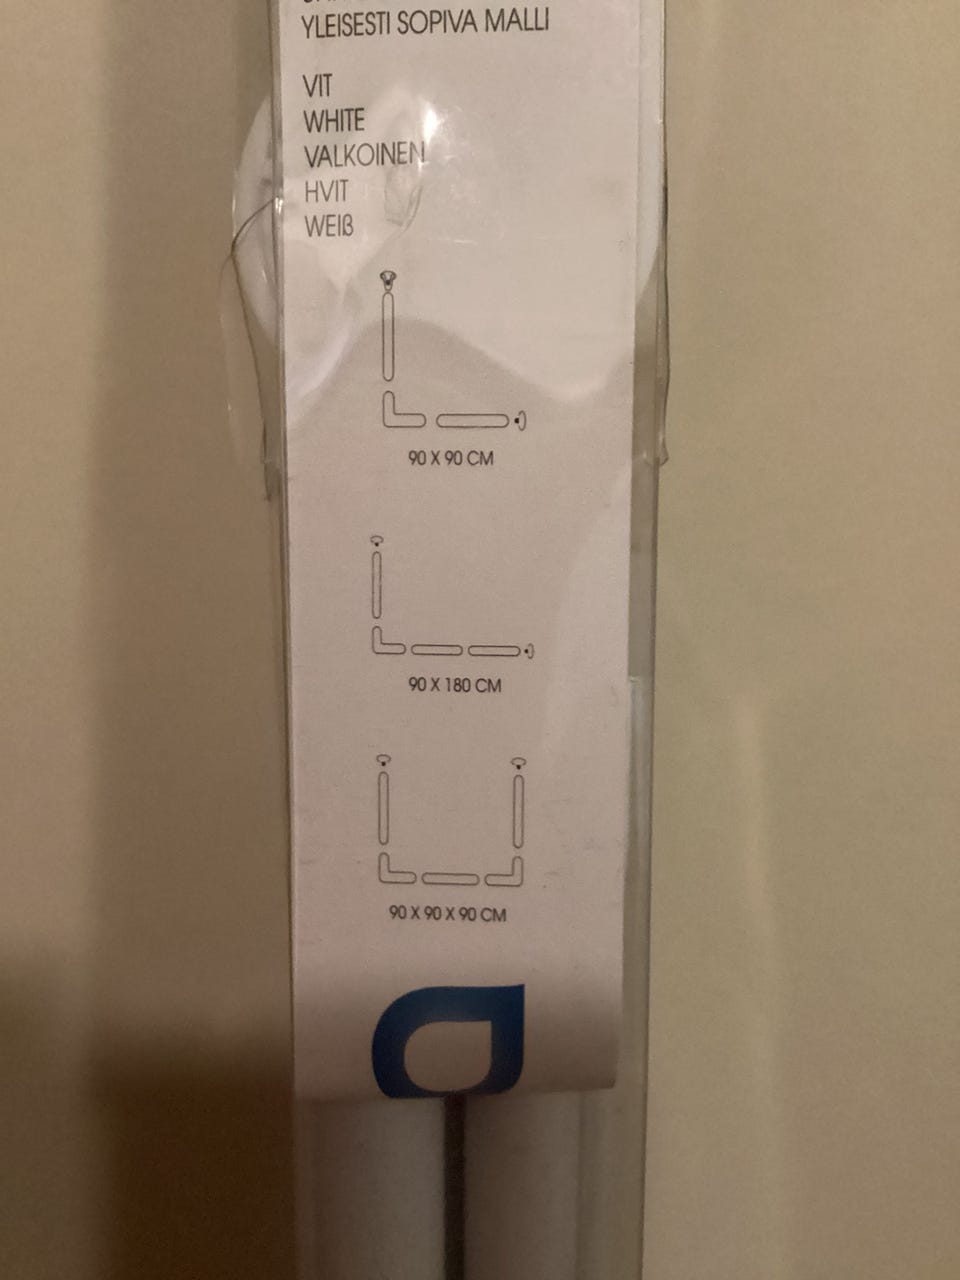 YLEISESTI SOPIVA MALLI
VIT
WHITE
VALKOINEN
HVIT
WEIß
90 X 90 CM
90 X 180 CM
90 X 90 X 90 CM